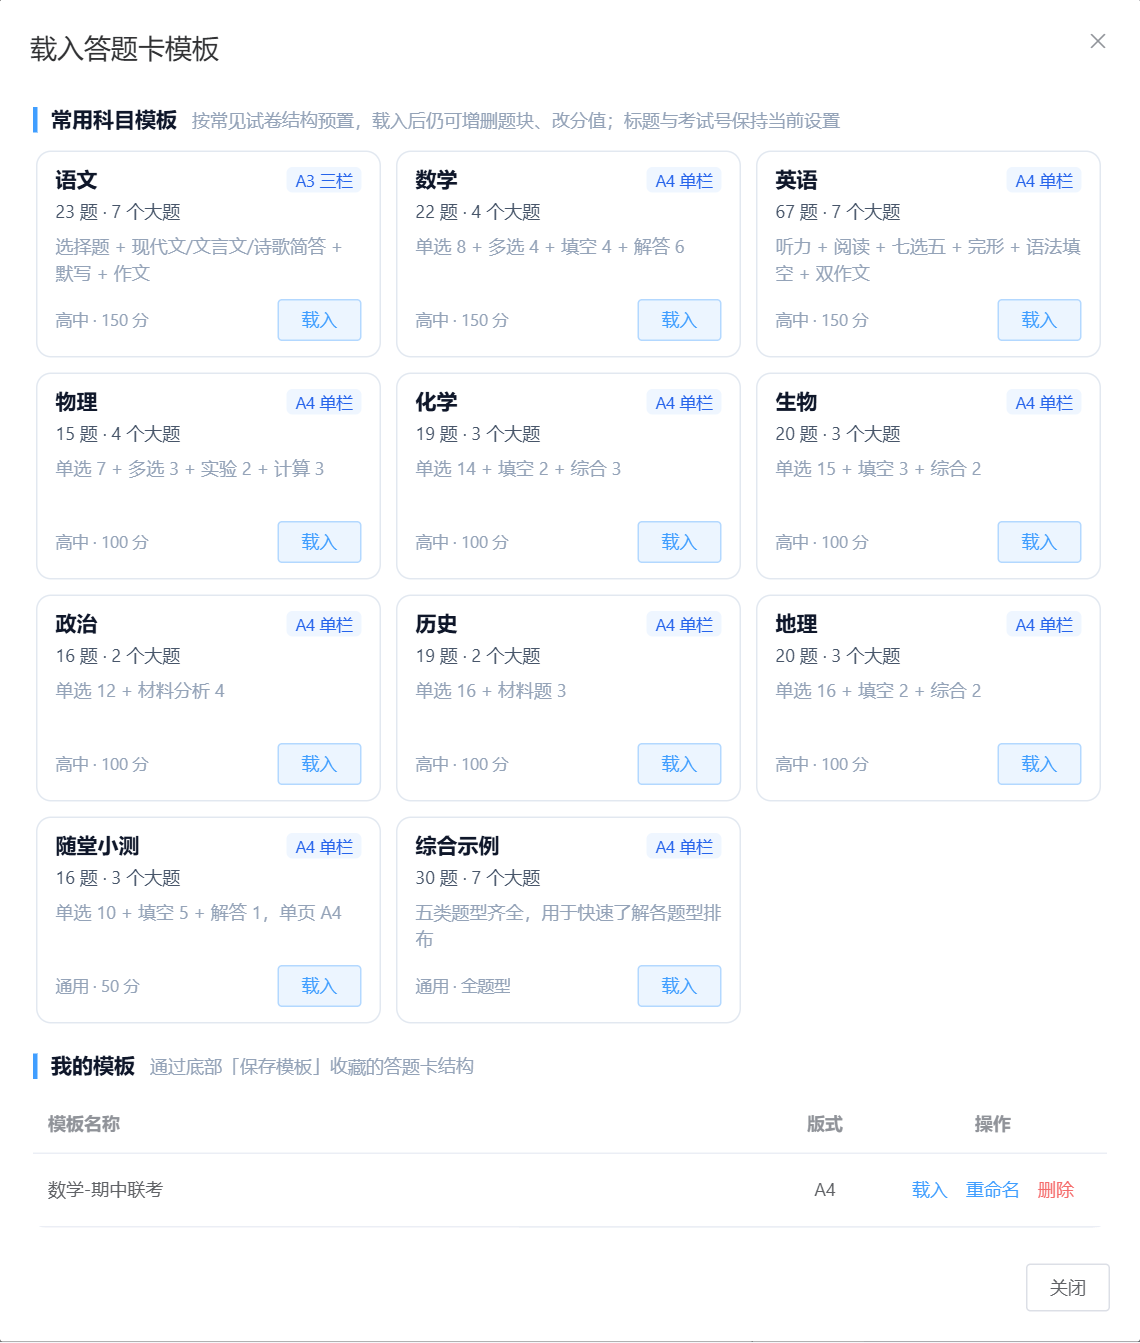 载入答题卡模板
常用科目模板 按常见试卷结构预置，载入后仍可增删题块、改分值；标题与考试号保持当前设置
语文 A3 三栏
23 题 · 7 个大题
选择题 + 现代文/文言文/诗歌简答 +
默写 + 作文
高中 · 150 分 载入
数学 A4 单栏
22 题 · 4 个大题
单选 8 + 多选 4 + 填空 4 + 解答 6
高中 · 150 分 载入
英语 A4 单栏
67 题 · 7 个大题
听力 + 阅读 + 七选五 + 完形 + 语法填
空 + 双作文
高中 · 150 分 载入
物理 A4 单栏
15 题 · 4 个大题
单选 7 + 多选 3 + 实验 2 + 计算 3
高中 · 100 分 载入
化学 A4 单栏
19 题 · 3 个大题
单选 14 + 填空 2 + 综合 3
高中 · 100 分 载入
生物 A4 单栏
20 题 · 3 个大题
单选 15 + 填空 3 + 综合 2
高中 · 100 分 载入
政治 A4 单栏
16 题 · 2 个大题
单选 12 + 材料分析 4
高中 · 100 分 载入
历史 A4 单栏
19 题 · 2 个大题
单选 16 + 材料题 3
高中 · 100 分 载入
地理 A4 单栏
20 题 · 3 个大题
单选 16 + 填空 2 + 综合 2
高中 · 100 分 载入
随堂小测 A4 单栏
16 题 · 3 个大题
单选 10 + 填空 5 + 解答 1，单页 A4
通用 · 50 分 载入
综合示例 A4 单栏
30 题 · 7 个大题
五类题型齐全，用于快速了解各题型排
布
通用 · 全题型 载入
我的模板 通过底部「保存模板」收藏的答题卡结构
模板名称 版式 操作
数学-期中联考 A4 载入 重命名 删除
关闭